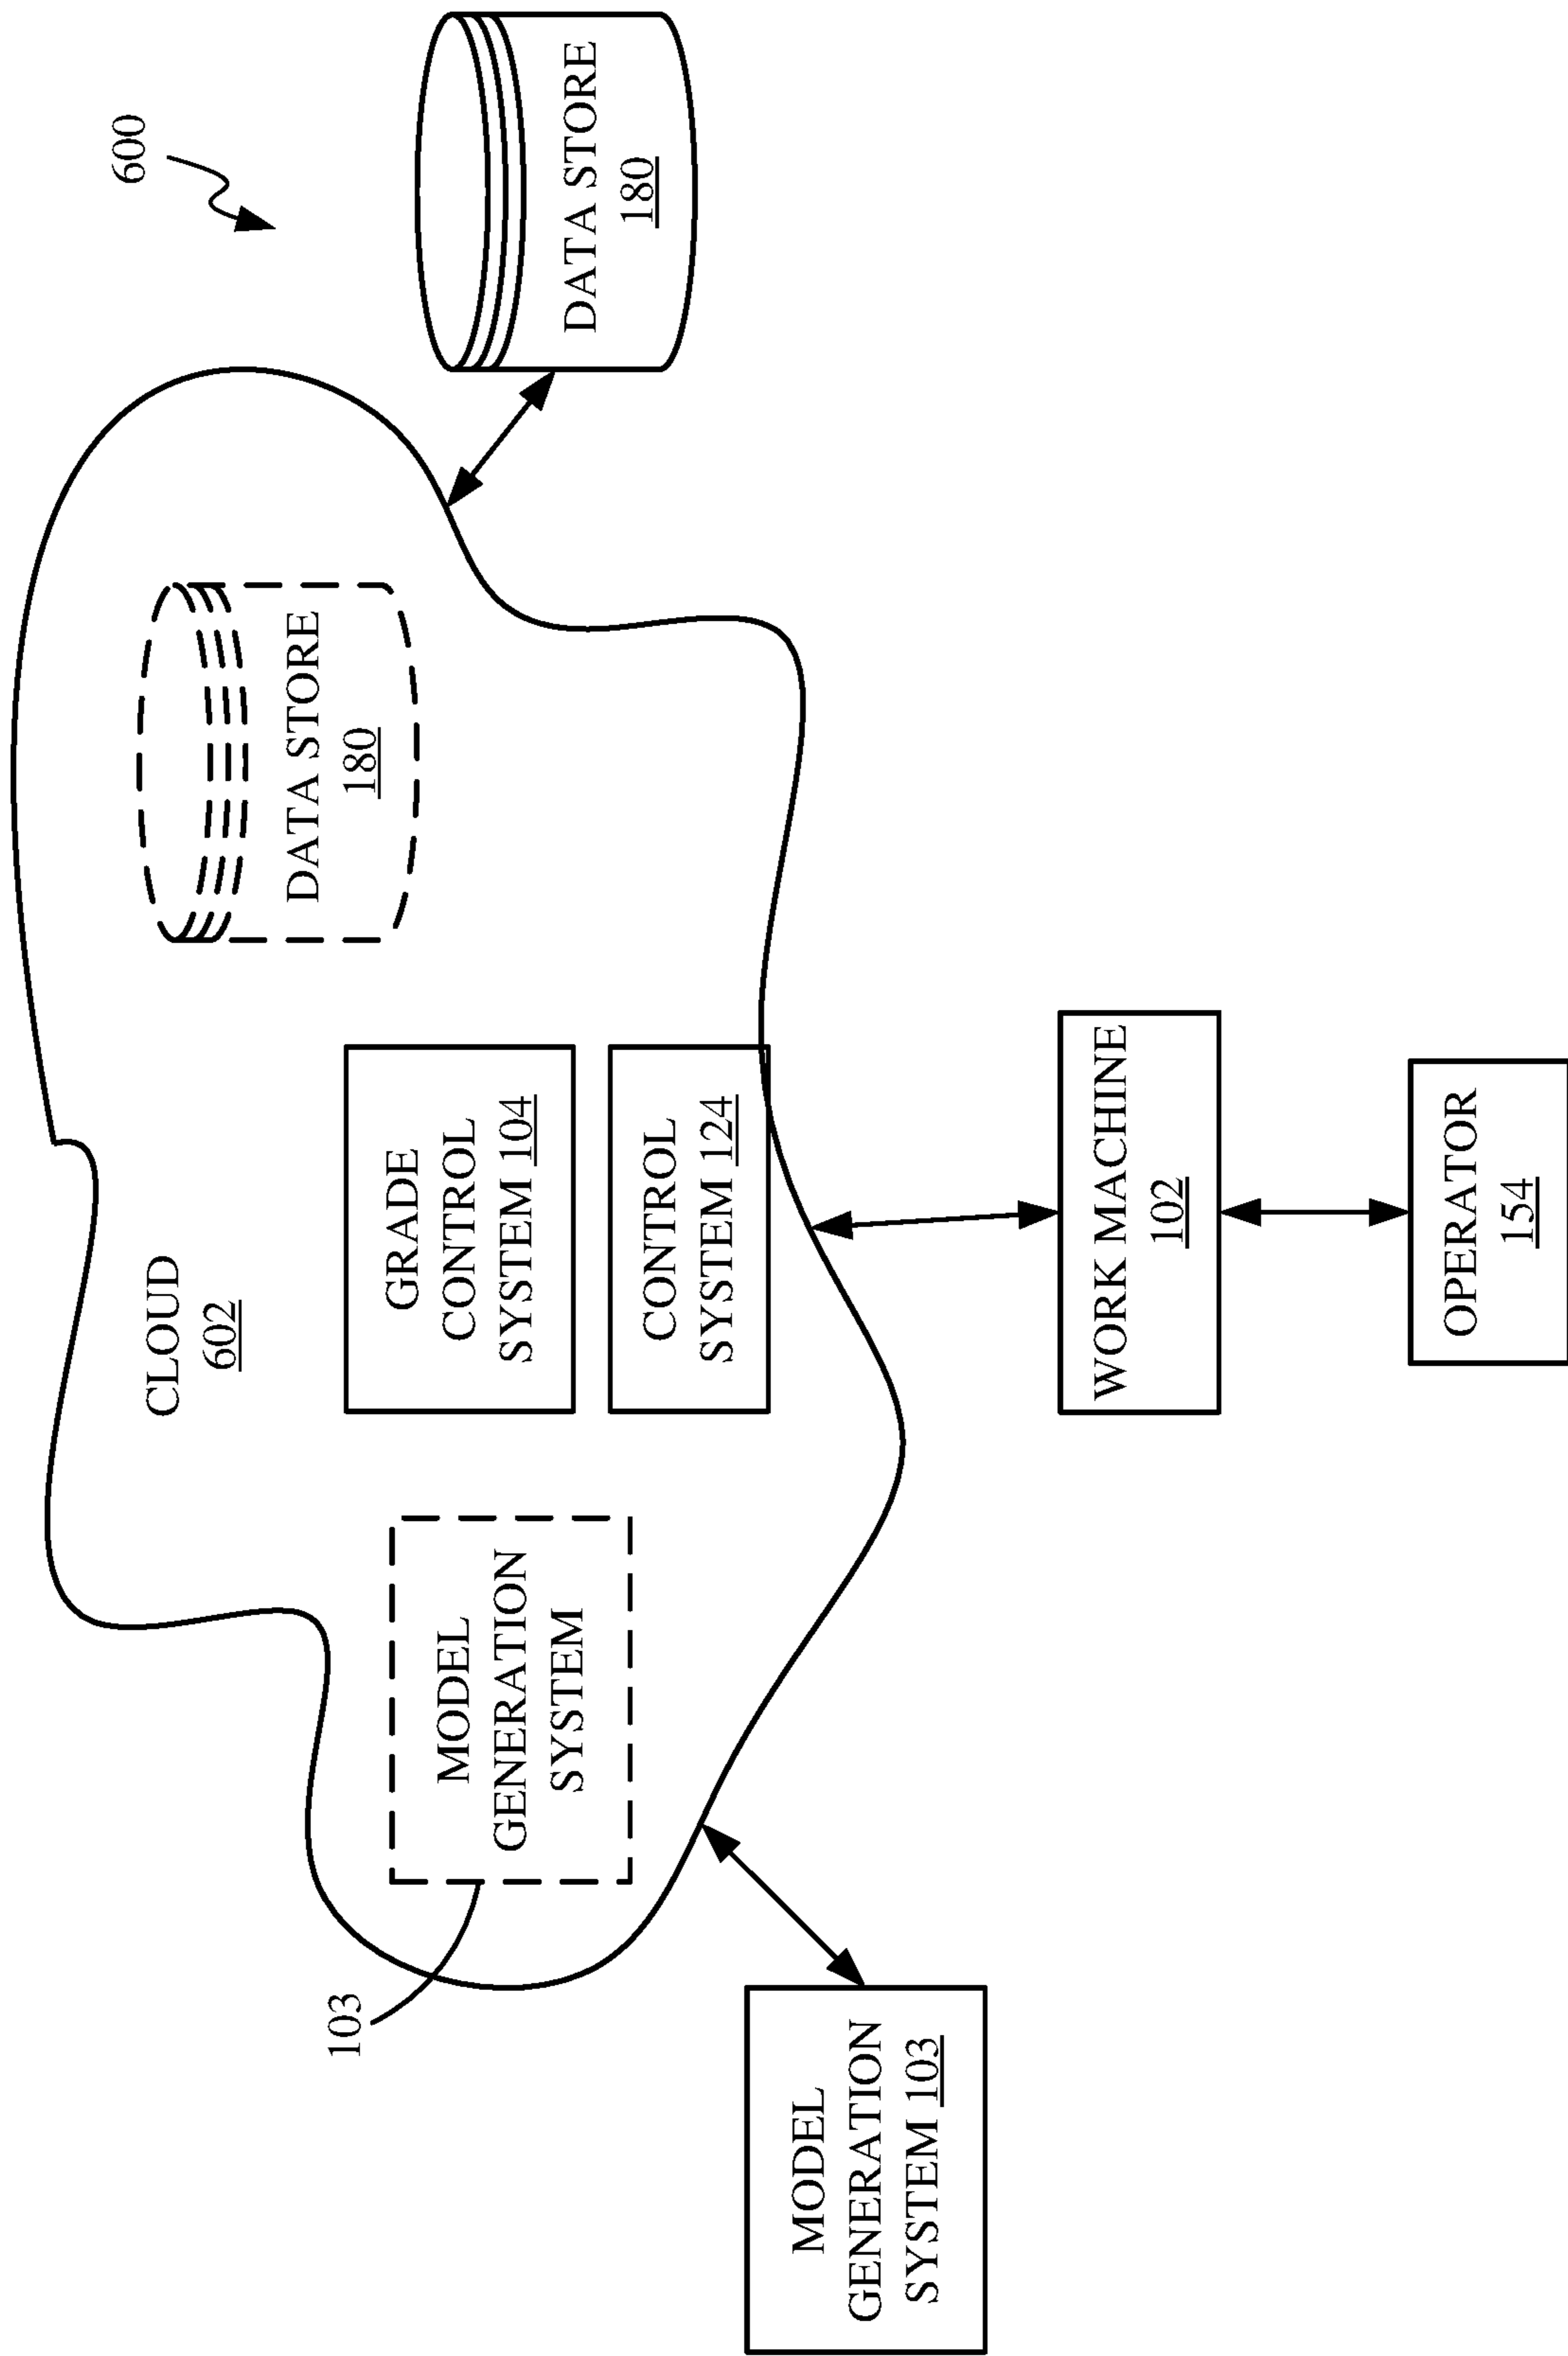 600
CLOUD
602
DATA STORE
180
DATA STORE
180
GRADE
CONTROL
SYSTEM 104
CONTROL
SYSTEM 124
MODEL
GENERATION
SYSTEM
103
MODEL
GENERATION
SYSTEM 103
WORK MACHINE
102
OPERATOR
154